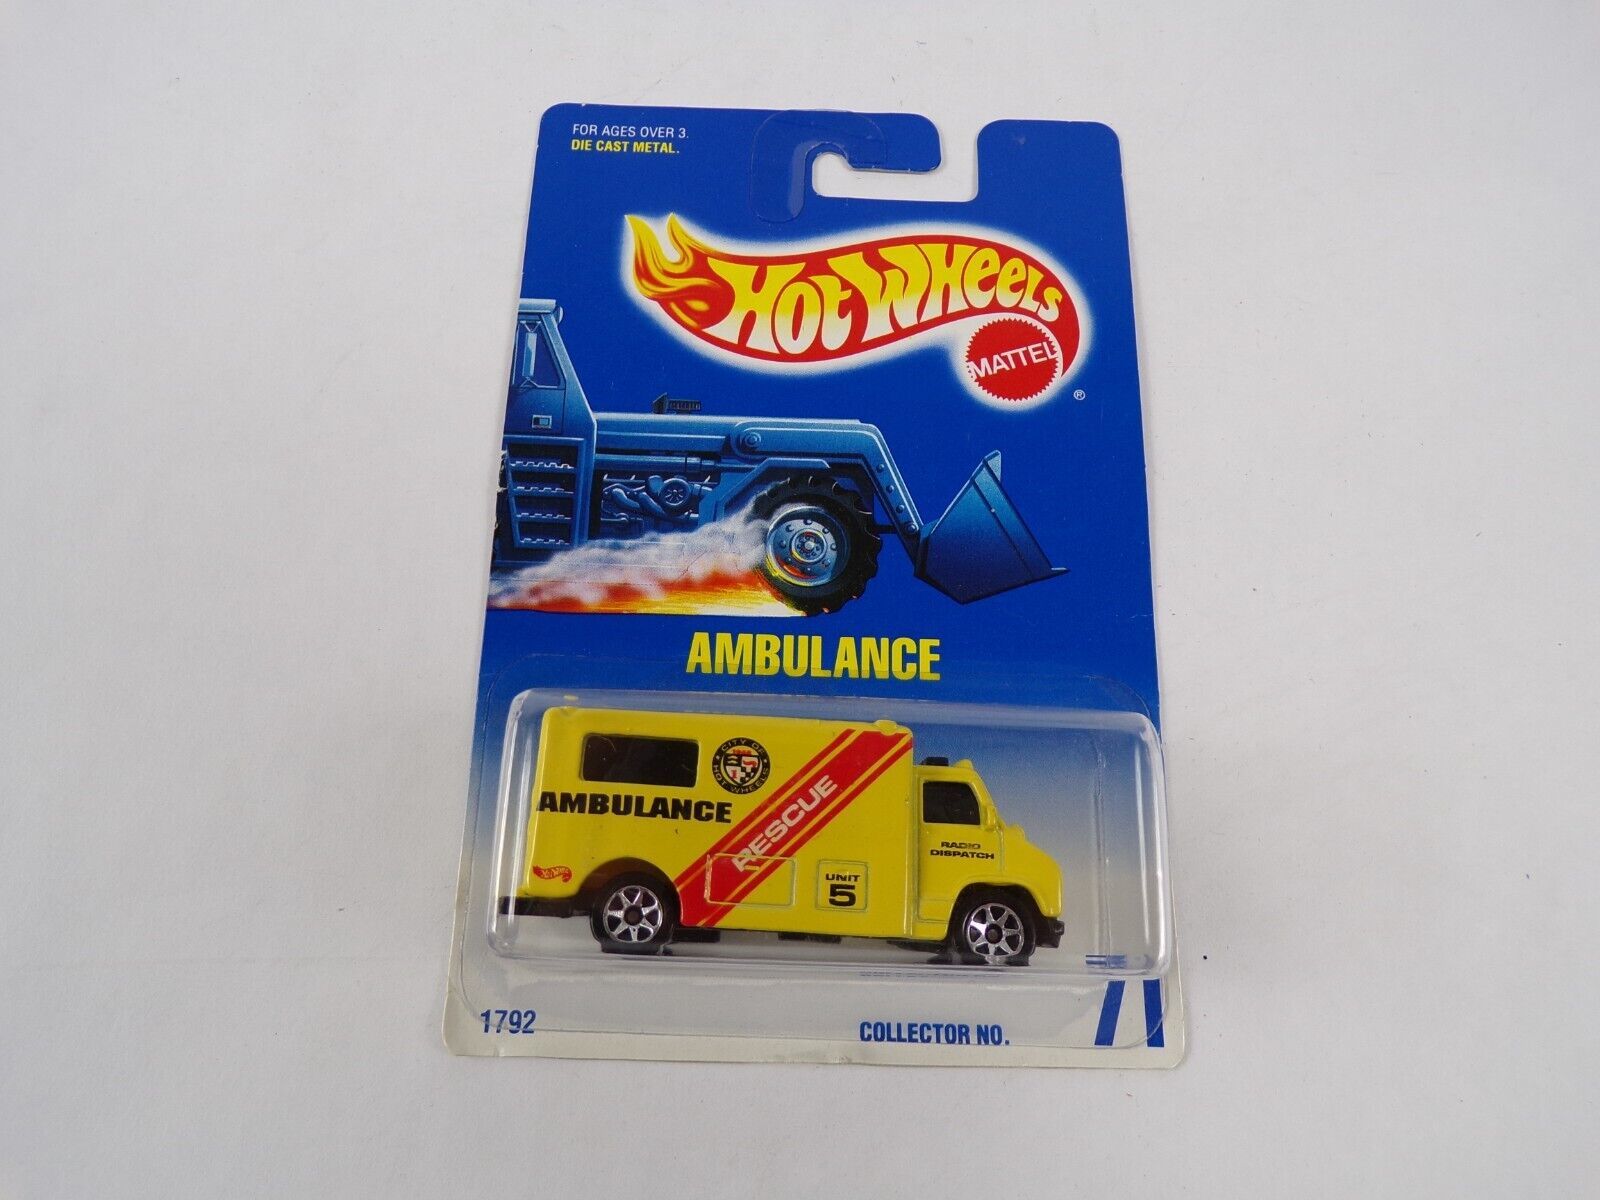 FOR AGES OVER 3.
DIE CAST METAL.
HOT WHEELS
MATTEL
®
AMBULANCE
CITY OF
HOT WHEELS
AMBULANCE
RESCUE
RADIO
DISPATCH
UNIT
5
1792
COLLECTOR NO.
71